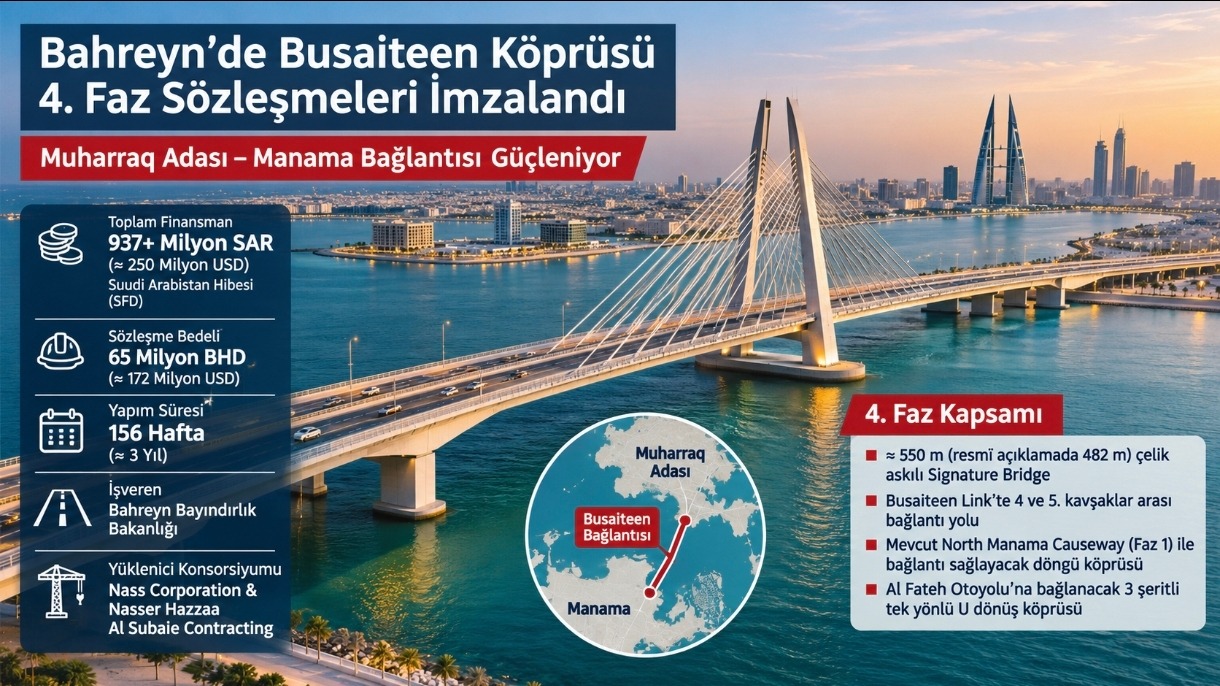 Bahreyn’de Busaiteen Köprüsü
4. Faz Sözleşmeleri İmzalandı
Muharraq Adası – Manama Bağlantısı Güçleniyor
Toplam Finansman
937+ Milyon SAR
(≈ 250 Milyon USD)
Suudi Arabistan Hibesi
(SFD)
Sözleşme Bedeli
65 Milyon BHD
(≈ 172 Milyon USD)
Yapım Süresi
156 Hafta
(≈ 3 Yıl)
İşveren
Bahreyn Bayındırlık
Bakanlığı
Yüklenici Konsorsiyumu
Nass Corporation &
Nasser Hazzaa
Al Subaie Contracting
Muharraq
Adası
Busaiteen
Bağlantısı
Manama
4. Faz Kapsamı
≈ 550 m (resmî açıklamada 482 m) çelik
askılı Signature Bridge
Busaiteen Link’te 4 ve 5. kavşaklar arası
bağlantı yolu
Mevcut North Manama Causeway (Faz 1) ile
bağlantı sağlayacak döngü köprüsü
Al Fateh Otoyolu’na bağlanacak 3 şeritli
tek yönlü U dönüş köprüsü